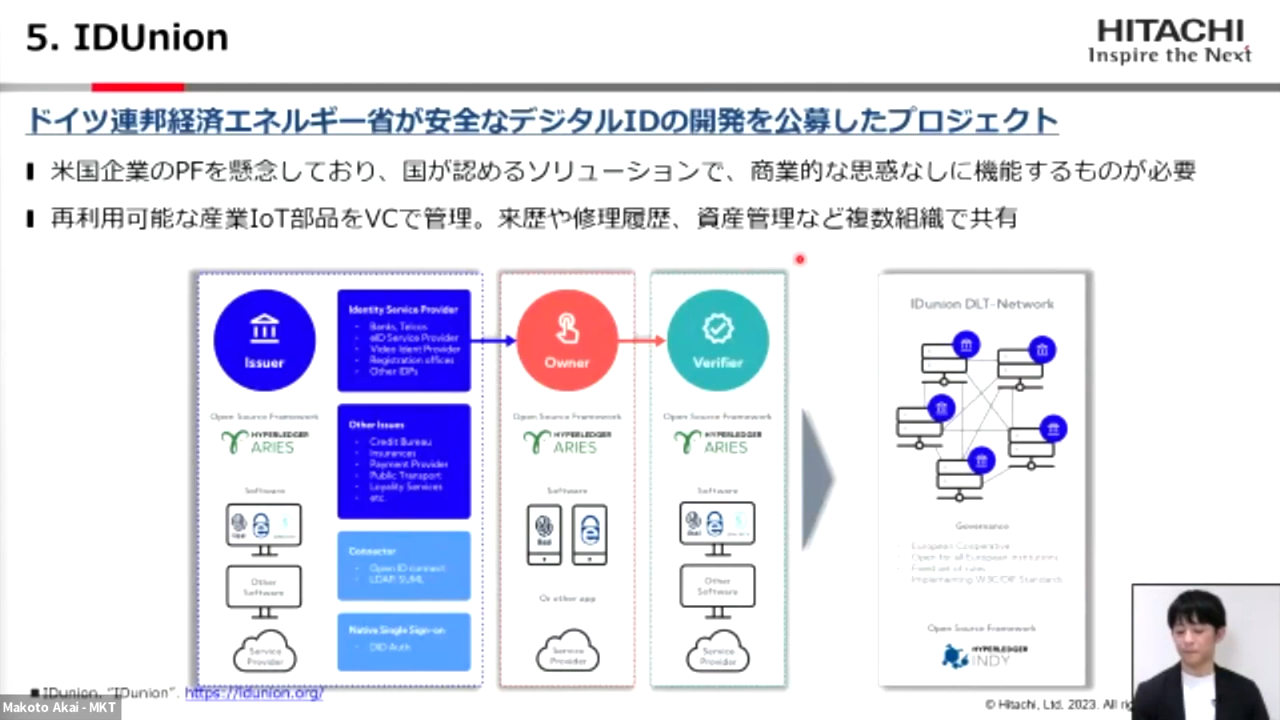 5. IDUnion
HITACHI
Inspire the Next
ドイツ連邦経済エネルギー省が安全なデジタルIDの開発を公募したプロジェクト
米国企業のPFを懸念しており、国が認めるソリューションで、商業的な思惑なしに機能するものが必要
再利用可能な産業IoT部品をVCで管理。来歴や修理履歴、資産管理など複数組織で共有
Issuer
Open Source Framework
HYPERLEDGER
ARIES
Software
Other
Software
Service
Provider
Identity Service Provider
- Banks, Telcos
- eID Service Provider
- Video Ident Provider
- Registration offices
- Other IDPs
Other Issues
- Credit Bureau
- Insurances
- Payment Provider
- Public Transport
- Loyality Services
- etc.
Connector
- Open ID connect
- LDAP, SUML
Native Single Sign-on
- DID Auth
Owner
Open Source Framework
HYPERLEDGER
ARIES
Software
Or other app
Service
Provider
Verifier
Open Source Framework
HYPERLEDGER
ARIES
Software
Other
Software
Service
Provider
IDunion DLT-Network
Governance
- European Cooperative
- Open for all European institutions
- Fixed set of rules
- Implementing W3C/DIF Standards
Open Source Framework
HYPERLEDGER
INDY
■ IDunion, "IDunion". https://idunion.org/
© Hitachi, Ltd. 2023. All
Makoto Akai - MKT